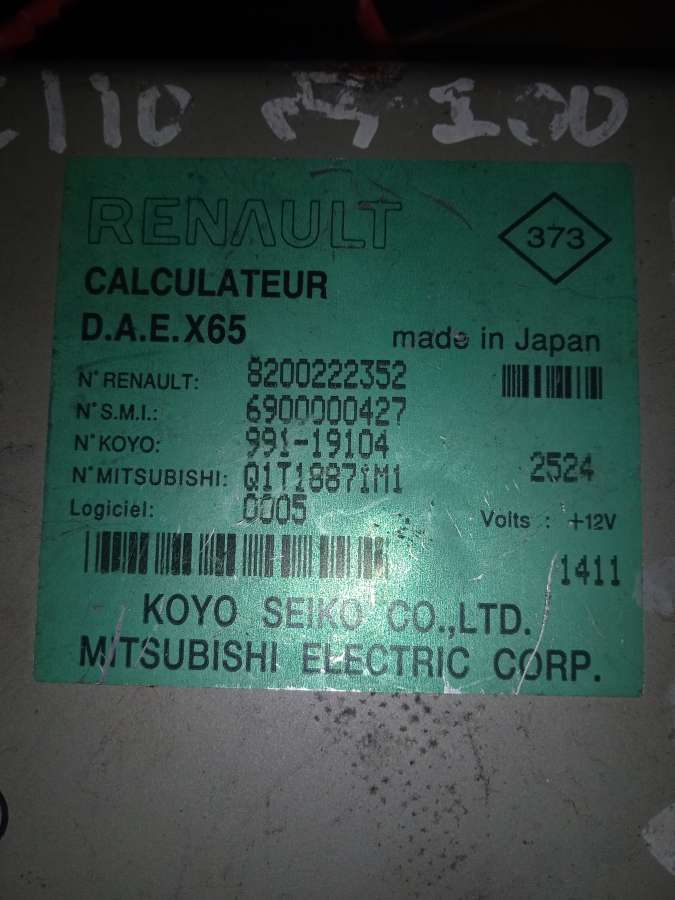 RENAULT
373
CALCULATEUR
D.A.E.X65
made in Japan
N° RENAULT: 8200222352
N° S.M.I.: 6900000427
N° KOYO: 991-19104
2524
N° MITSUBISHI: Q1T18871M1
Logiciel: 0005
Volts : +12V
1411
KOYO SEIKO CO.,LTD.
MITSUBISHI ELECTRIC CORP.